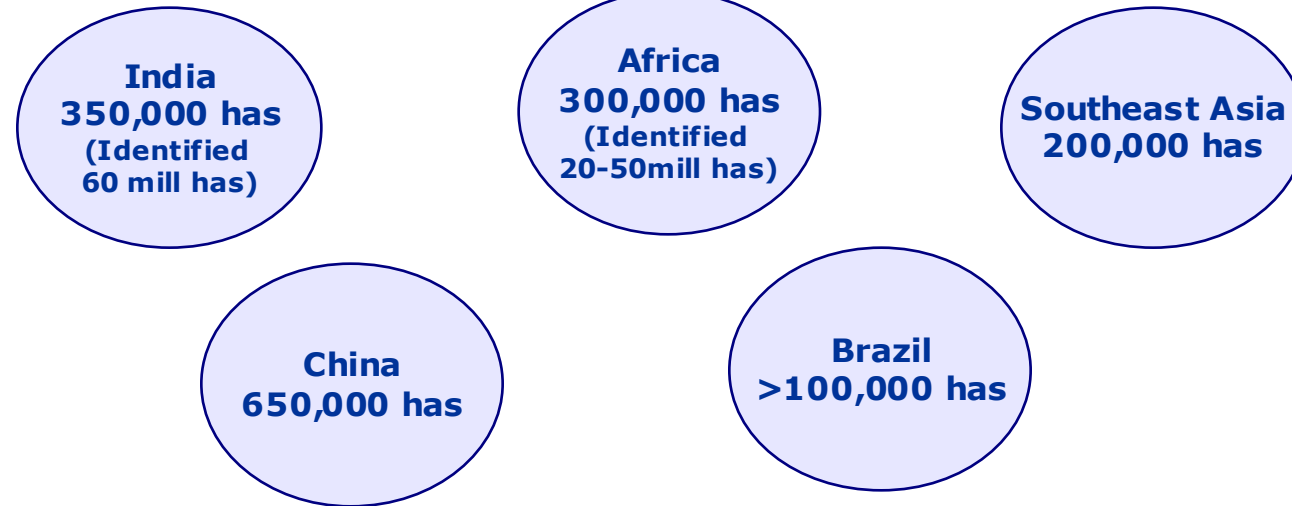 India
350,000 has
(Identified
60 mill has)
Africa
300,000 has
(Identified
20-50mill has)
Southeast Asia
200,000 has
China
650,000 has
Brazil
>100,000 has